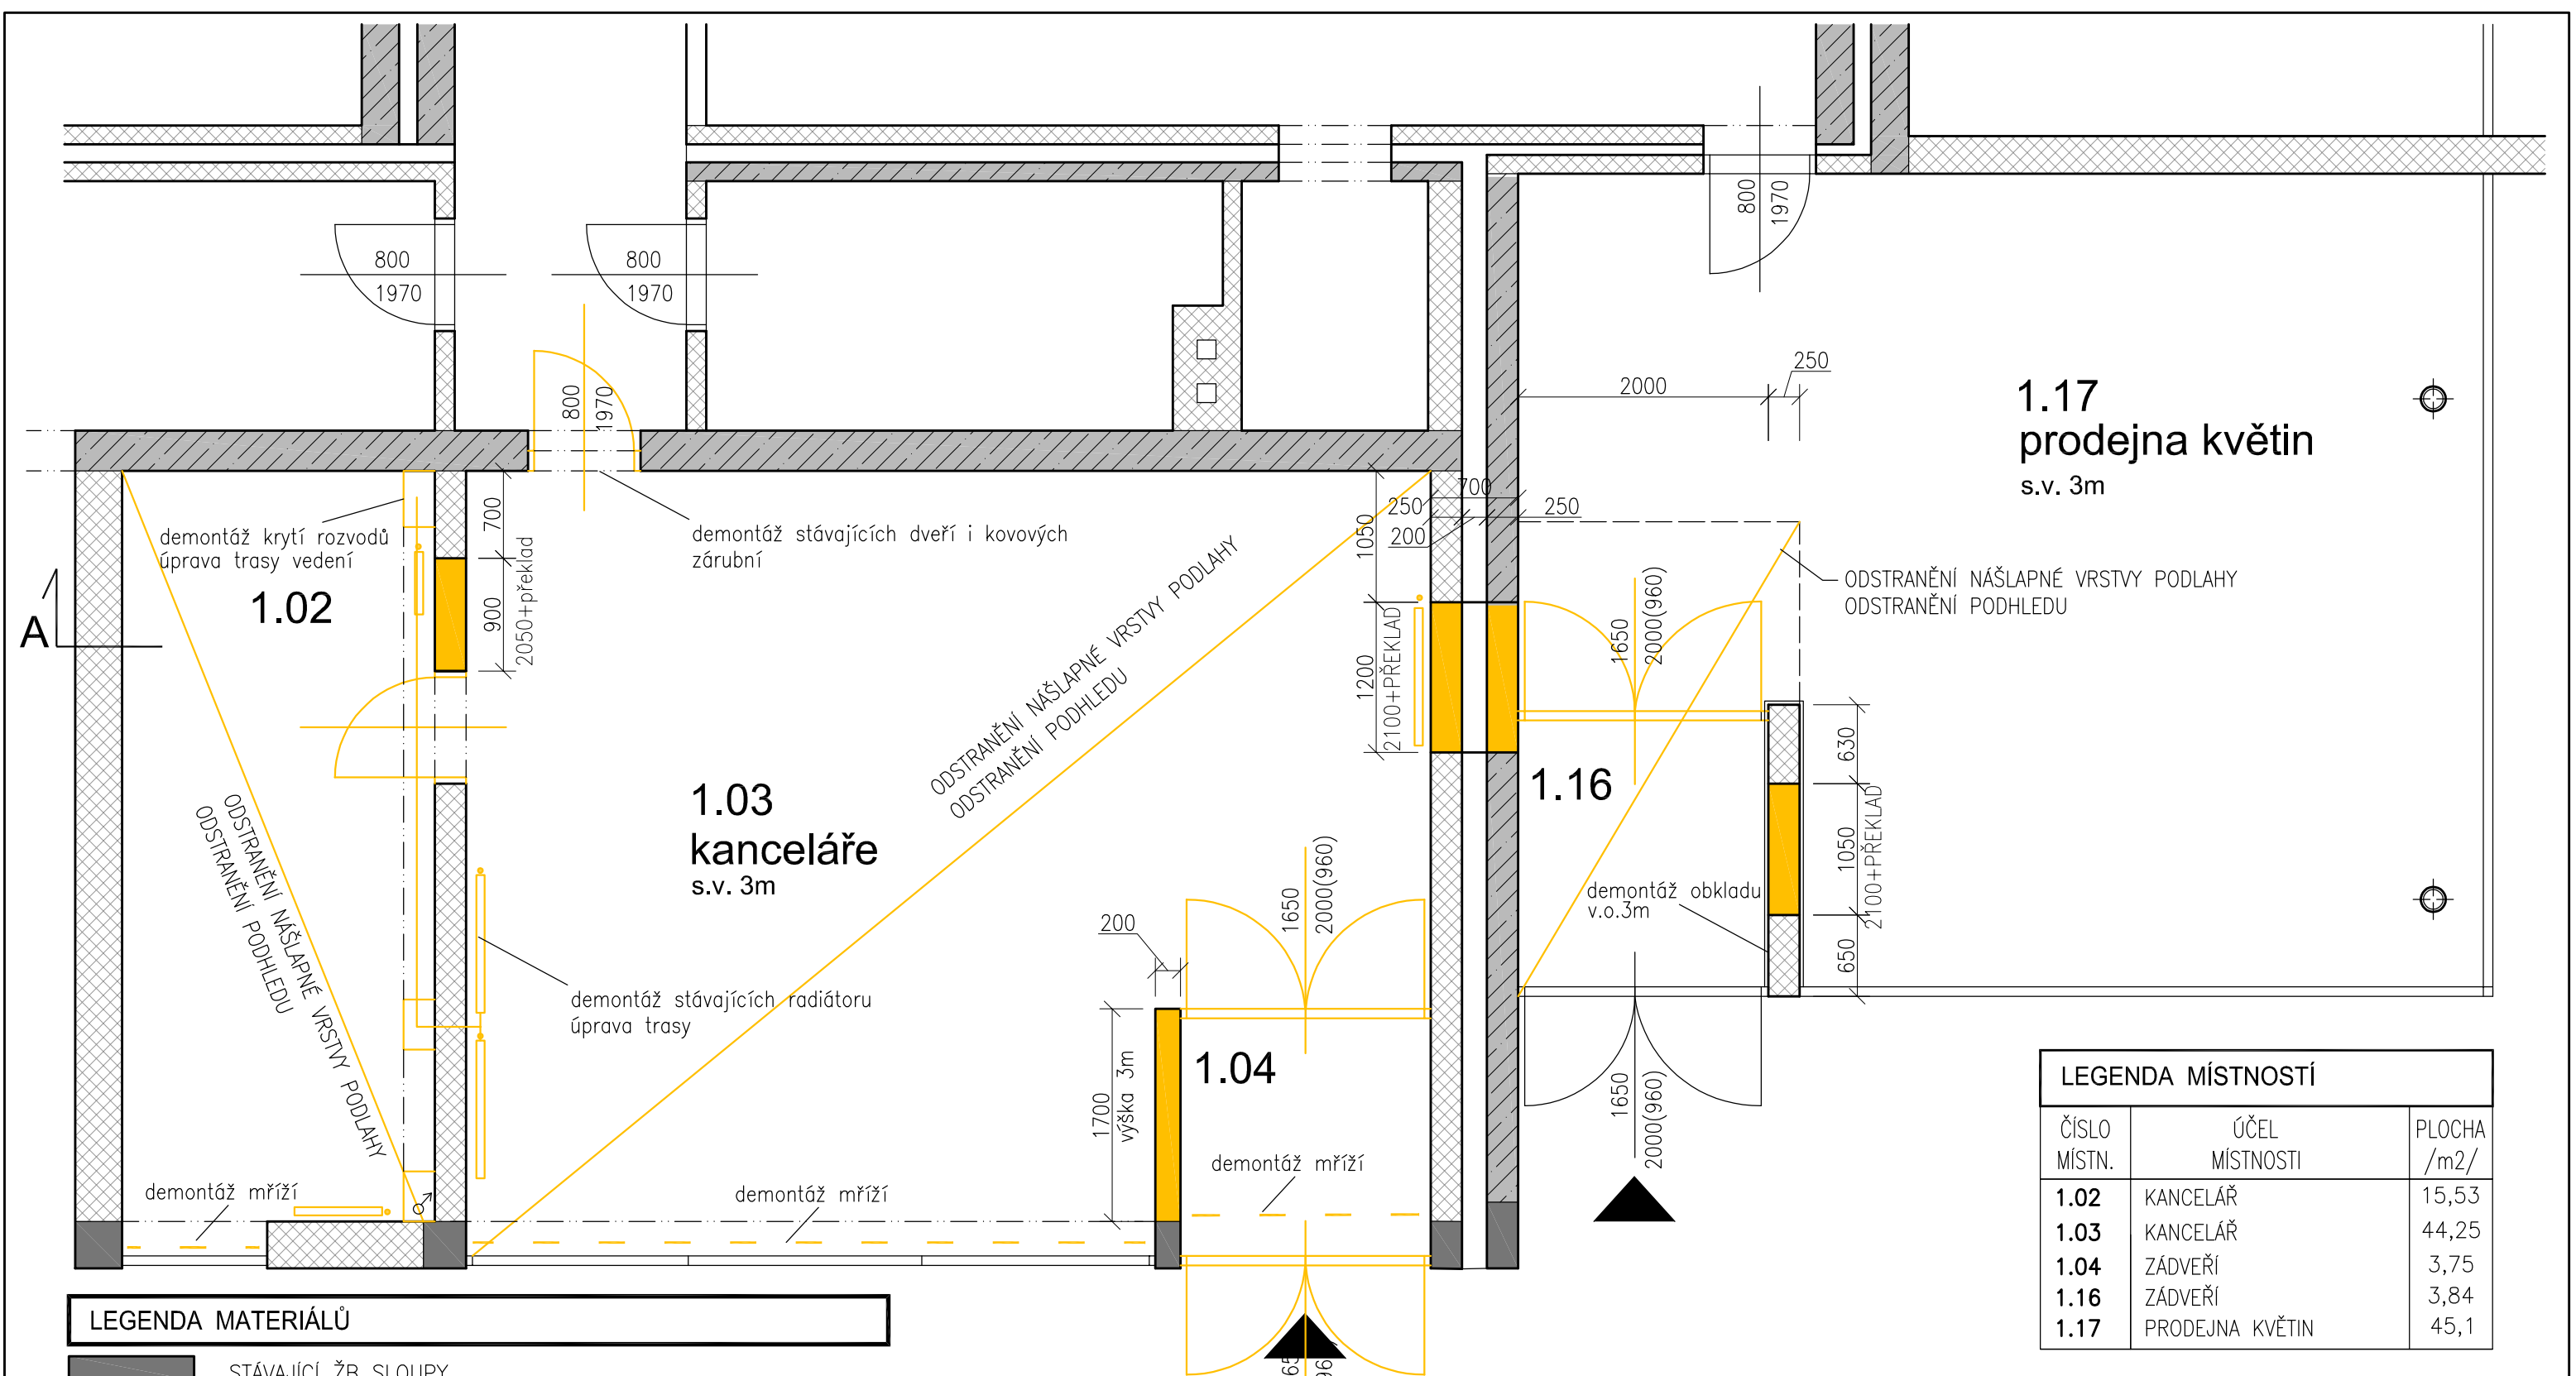 800
1970
800
1970
800
1970
800
1970
2000
250
1.17
prodejna květin
s.v. 3m
demontáž krytí rozvodů
úprava trasy vedení
1.02
A
700
900
2050+překlad
demontáž stávajících dveří i kovových
zárubní
ODSTRANĚNÍ NÁŠLAPNÉ VRSTVY PODLAHY
ODSTRANĚNÍ PODHLEDU
700
250
200
250
1050
1200
2100+PŘEKLAD
1650
2000(960)
ODSTRANĚNÍ NÁŠLAPNÉ VRSTVY PODLAHY
ODSTRANĚNÍ PODHLEDU
1.16
630
1050
2100+PŘEKLAD
650
demontáž obkladu
v.o.3m
1.03
kanceláře
s.v. 3m
ODSTRANĚNÍ NÁŠLAPNÉ VRSTVY PODLAHY
ODSTRANĚNÍ PODHLEDU
demontáž stávajících radiátoru
úprava trasy
200
1650
2000(960)
1700
výška 3m
1.04
demontáž mříží
demontáž mříží
demontáž mříží
1650
2000(960)
LEGENDA MÍSTNOSTÍ
ČÍSLO MÍSTN. ÚČEL MÍSTNOSTI PLOCHA /m2/
1.02 KANCELÁŘ 15,53
1.03 KANCELÁŘ 44,25
1.04 ZÁDVEŘÍ 3,75
1.16 ZÁDVEŘÍ 3,84
1.17 PRODEJNA KVĚTIN 45,1
LEGENDA MATERIÁLŮ
STÁVAJÍCÍ ŽB SLOUPY